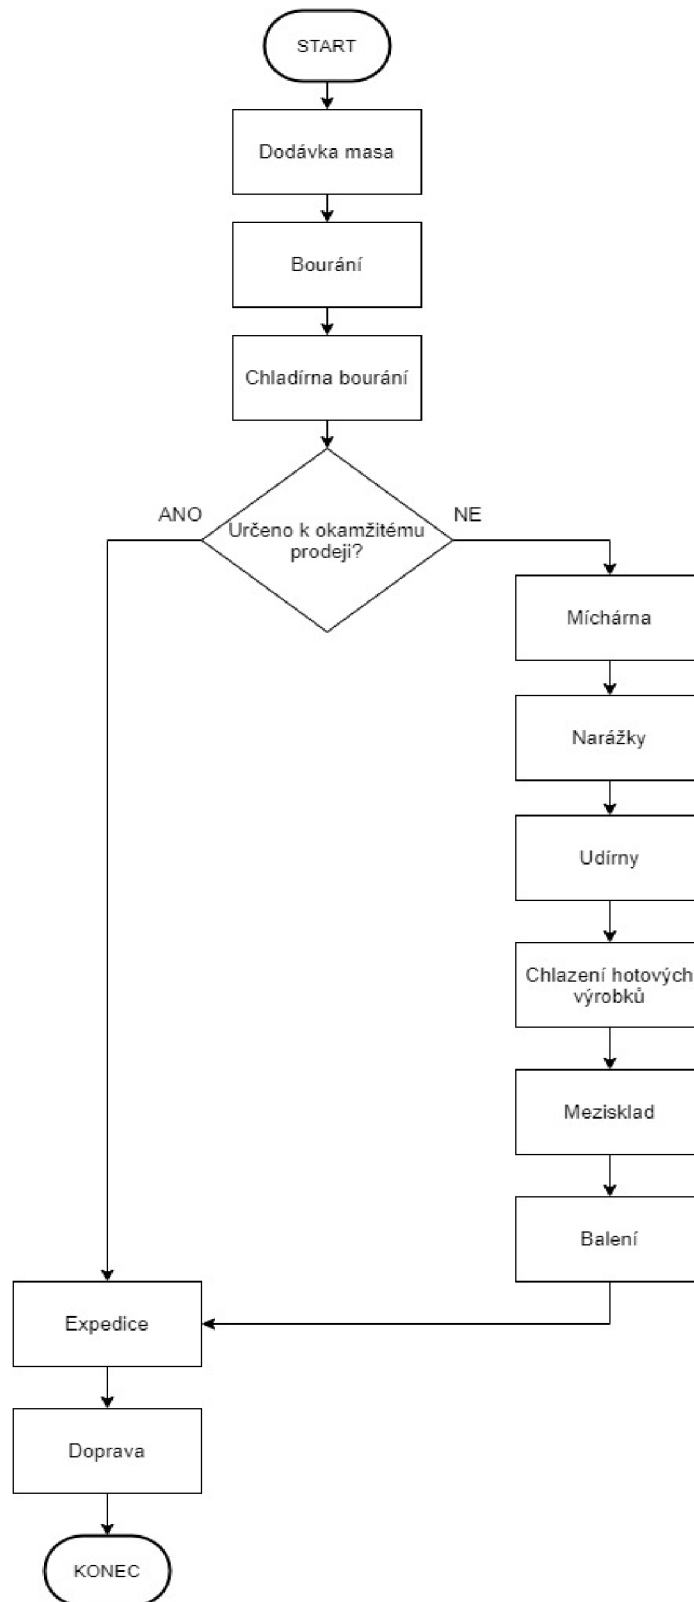 START
Dodávka masa
Bourání
Chladírna bourání
ANO
Určeno k okamžitému
prodeji?
NE
Míchárna
Narážky
Udírny
Chlazení hotových
výrobků
Mezisklad
Balení
Expedice
Doprava
KONEC